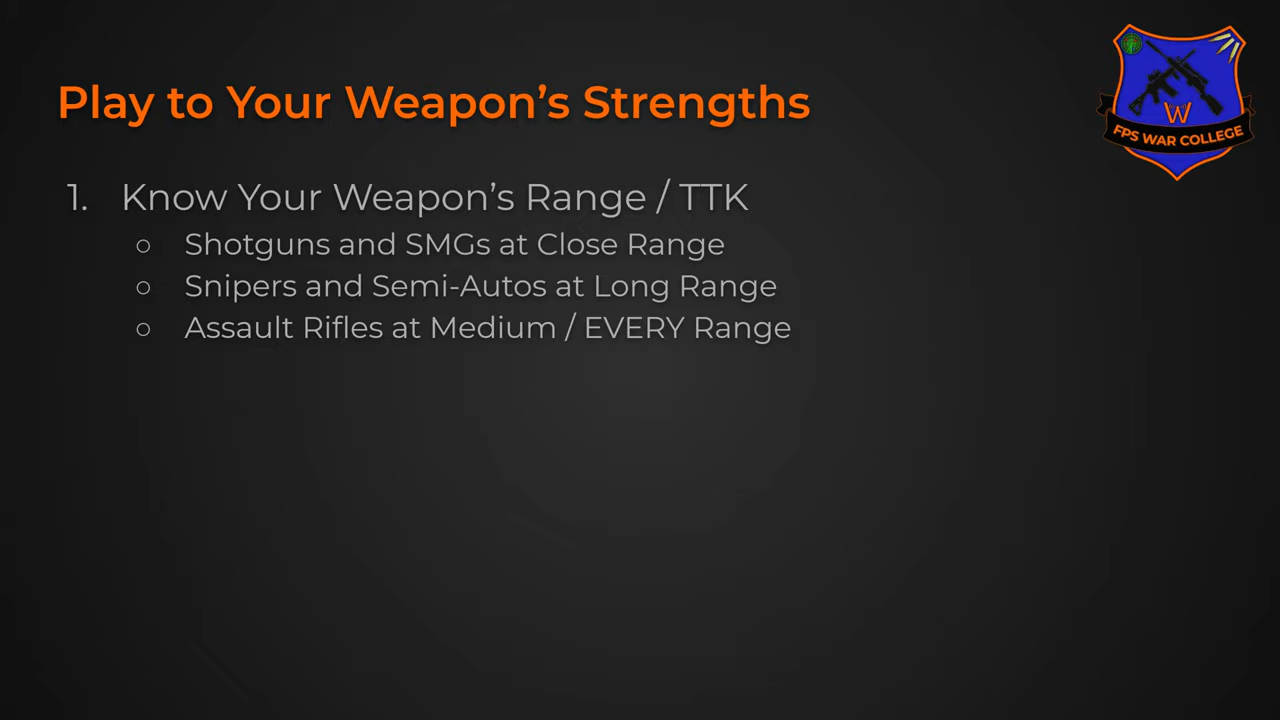 Play to Your Weapon’s Strengths
W
FPS WAR COLLEGE
1. Know Your Weapon’s Range / TTK
○ Shotguns and SMGs at Close Range
○ Snipers and Semi-Autos at Long Range
○ Assault Rifles at Medium / EVERY Range